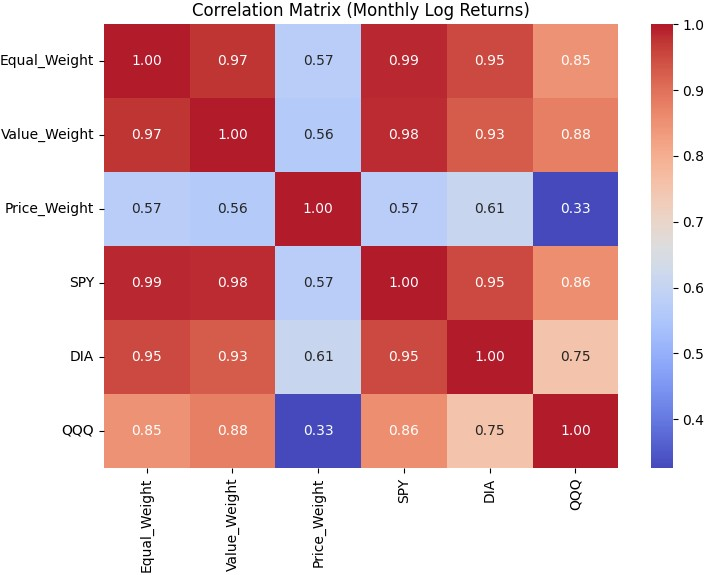 Correlation Matrix (Monthly Log Returns)
Equal_Weight 1.00 0.97 0.57 0.99 0.95 0.85
Value_Weight 0.97 1.00 0.56 0.98 0.93 0.88
Price_Weight 0.57 0.56 1.00 0.57 0.61 0.33
SPY 0.99 0.98 0.57 1.00 0.95 0.86
DIA 0.95 0.93 0.61 0.95 1.00 0.75
QQQ 0.85 0.88 0.33 0.86 0.75 1.00
Equal_Weight
Value_Weight
Price_Weight
SPY
DIA
QQQ
1.0
0.9
0.8
0.7
0.6
0.5
0.4